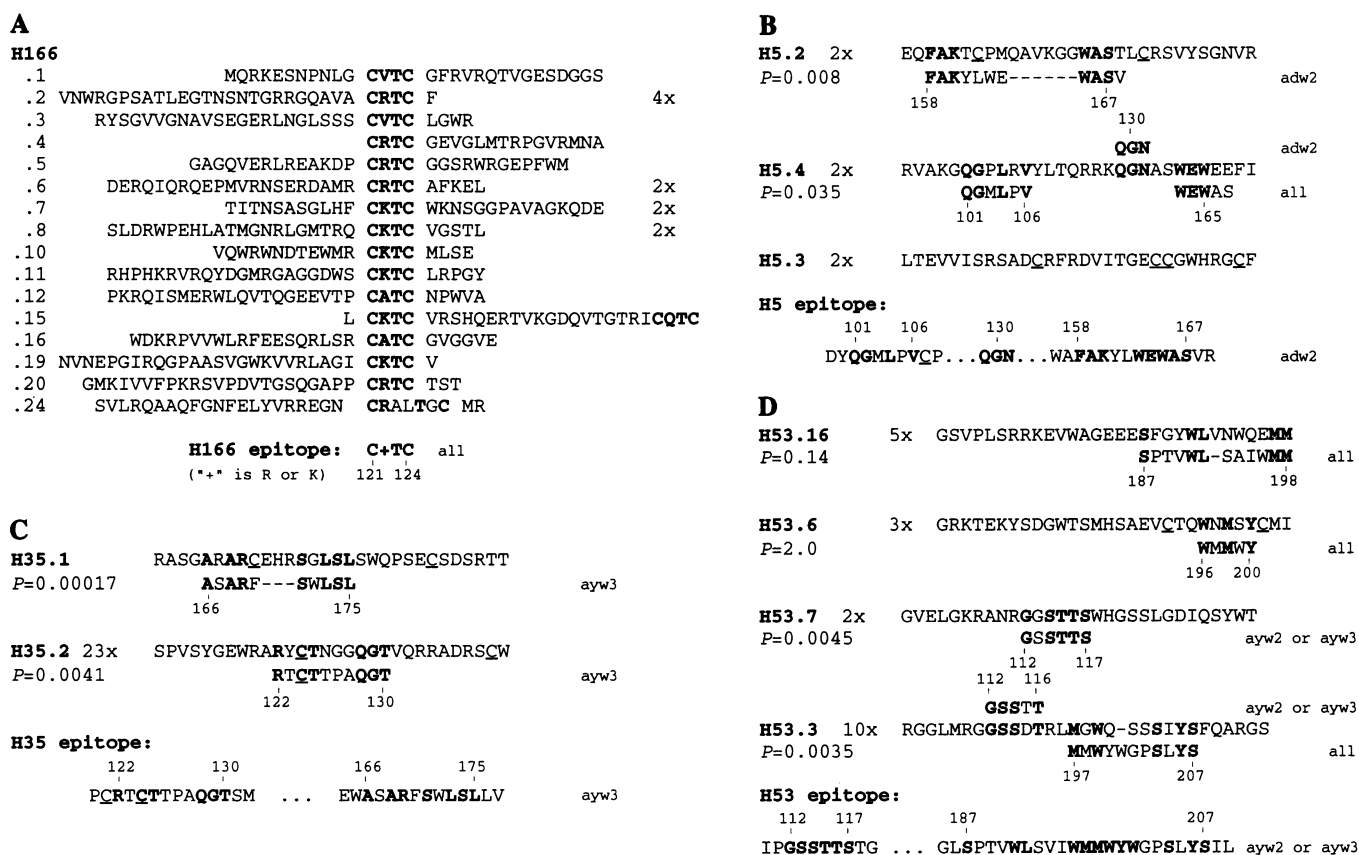 A
H166
.1 MQRKESNPNLG CVTC GFRVRQTVGESDGGS
.2 VNWRGPSATLEGTNSNTGRRGQAVA CRTC F 4x
.3 RYSGVVGNAVSEGERLNGLSSS CVTC LGWR
.4 CRTC GEVGLMTRPGVRMNA
.5 GAGQVERLREAKDP CRTC GGSRWRGEPFWM
.6 DERQIQRQEPMVRNSERDAMR CRTC AFKEL 2x
.7 TITNSASGLHF CKTC WKNSGGPAVAGKQDE 2x
.8 SLDRWPEHLATMGNRLGMTRQ CKTC VGSTL 2x
.10 VQWRWNDTEWMR CKTC MLSE
.11 RHPHKRVRQYDGMRGAGGDWS CKTC LRPGY
.12 PKRQISMERWLQVTQGEEVTP CATC NPWVA
.15 L CKTC VRSHQERTVKGDQVTGTRICQTC
.16 WDKRPVVWLRFEESQRLSR CATC GVGGVE
.19 NVNEPGIRQGPAASVGWKVVRLAGI CKTC V
.20 GMKIVVFPKRSVPDVTGSQGAPP CRTC TST
.24 SVLRQAAQFGNFELYVRREGN CRALTGC MR
H166 epitope: C+TC all
("+" is R or K) 121 124
B
H5.2 2x EQFAKTCPMQAVKGGWASTLCRSVYSGNVR
P=0.008 FAKYLWE------WASV adw2
158 167
130
QGN adw2
H5.4 2x RVAKGQGPLRVYLTQRRKQGNASWEWEEFI
P=0.035 QGMLPV WEWAS all
101 106 165
H5.3 2x LTEVVISRSADCRFRDVITGECCGWHRGCF
H5 epitope:
101 106 130 158 167
DYQGMLPVCP...QGN...WAFAKYLWEWASVR adw2
C
H35.1 RASGARARCEHRSGLSLSWQPSECSDSRTT
P=0.00017 ASARF---SWLSL ayw3
166 175
H35.2 23x SPVSYGEWRARYCTNGGQGTVQRRADRSCW
P=0.0041 RTCTTPAQGT ayw3
122 130
H35 epitope:
122 130 166 175
PCRTCTTPAQGTSM ... EWASARFSWLSLLV ayw3
D
H53.16 5x GSVPLSRRKEVWAGEEESFGYWLVNWQEMM
P=0.14 SPTVWL-SAIWMM all
187 198
H53.6 3x GRKTEKYSDGWTSMHSAEVCTQWNMSYCMI
P=2.0 WMMWY all
196 200
H53.7 2x GVELGKRANRGGSTTSWHGSSLGDIQSYWT
P=0.0045 GSSTTS ayw2 or ayw3
112 117
112 116
GSSTT ayw2 or ayw3
H53.3 10x RGGLMRGGSSDTRLMGWQ-SSSSIYSFQARGS
P=0.0035 MMWYWGPSLYS all
197 207
H53 epitope:
112 117 187 207
IPGSSTTSTG ... GLSPTVWLSVIWMMWYWGPSLYSIL ayw2 or ayw3